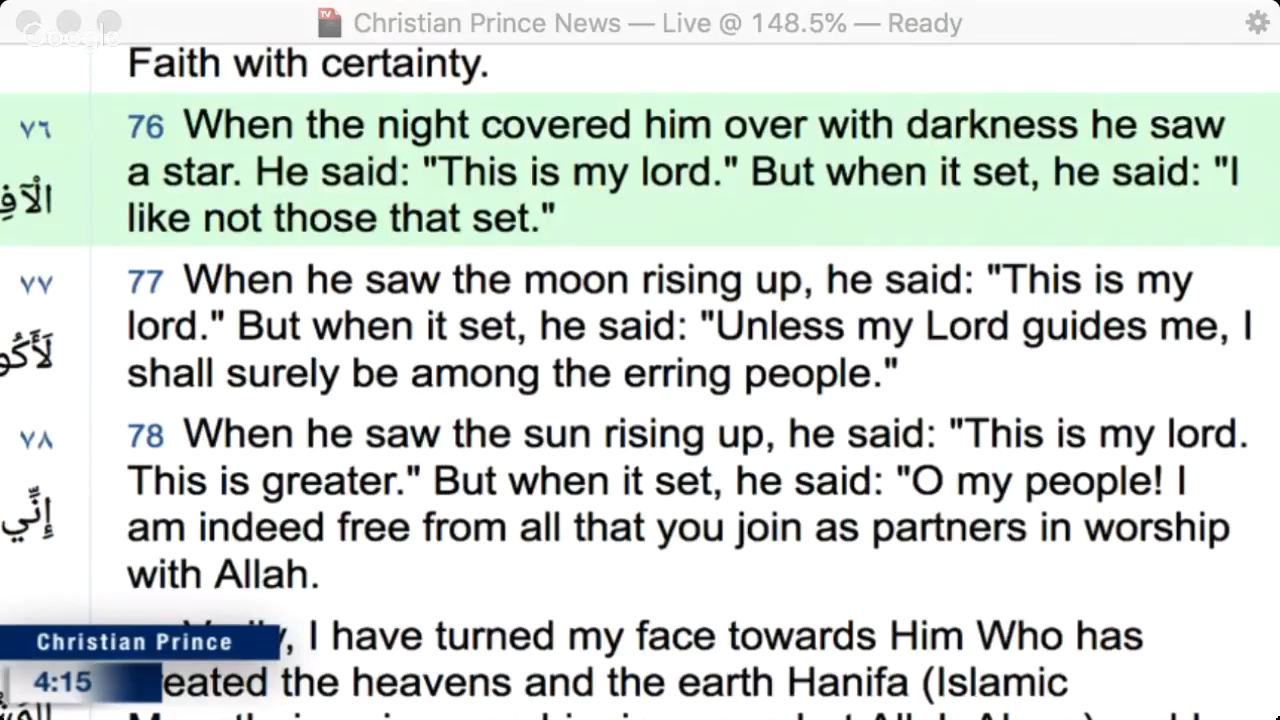 Christian Prince News — Live @ 148.5% — Ready
Google
Faith with certainty.
٧٦
76 When the night covered him over with darkness he saw
a star. He said: "This is my lord." But when it set, he said: "I
like not those that set."
٧٧
77 When he saw the moon rising up, he said: "This is my
lord." But when it set, he said: "Unless my Lord guides me, I
shall surely be among the erring people."
٧٨
78 When he saw the sun rising up, he said: "This is my lord.
This is greater." But when it set, he said: "O my people! I
am indeed free from all that you join as partners in worship
إِنِّي
with Allah.
I have turned my face towards Him Who has
Christian Prince
4:15
eated the heavens and the earth Hanifa (Islamic